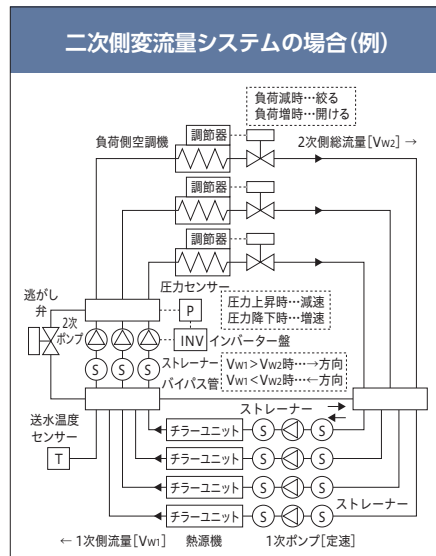 二次側変流量システムの場合（例）
負荷減時…絞る
負荷増時…開ける
調節器
負荷側空調機
2次側総流量[VW2] →
調節器
調節器
圧力センサー
逃がし
弁
2次
ポンプ
P
圧力上昇時…減速
圧力降下時…増速
INV
インバーター盤
ストレーナー
VW1＞VW2時…→方向
VW1＜VW2時…←方向
S
S
S
バイパス管
ストレーナー
送水温度
センサー
T
チラーユニット
S
S
チラーユニット
S
S
チラーユニット
S
S
ストレーナー
チラーユニット
S
S
← 1次側流量[VW1]
熱源機
1次ポンプ[定速]